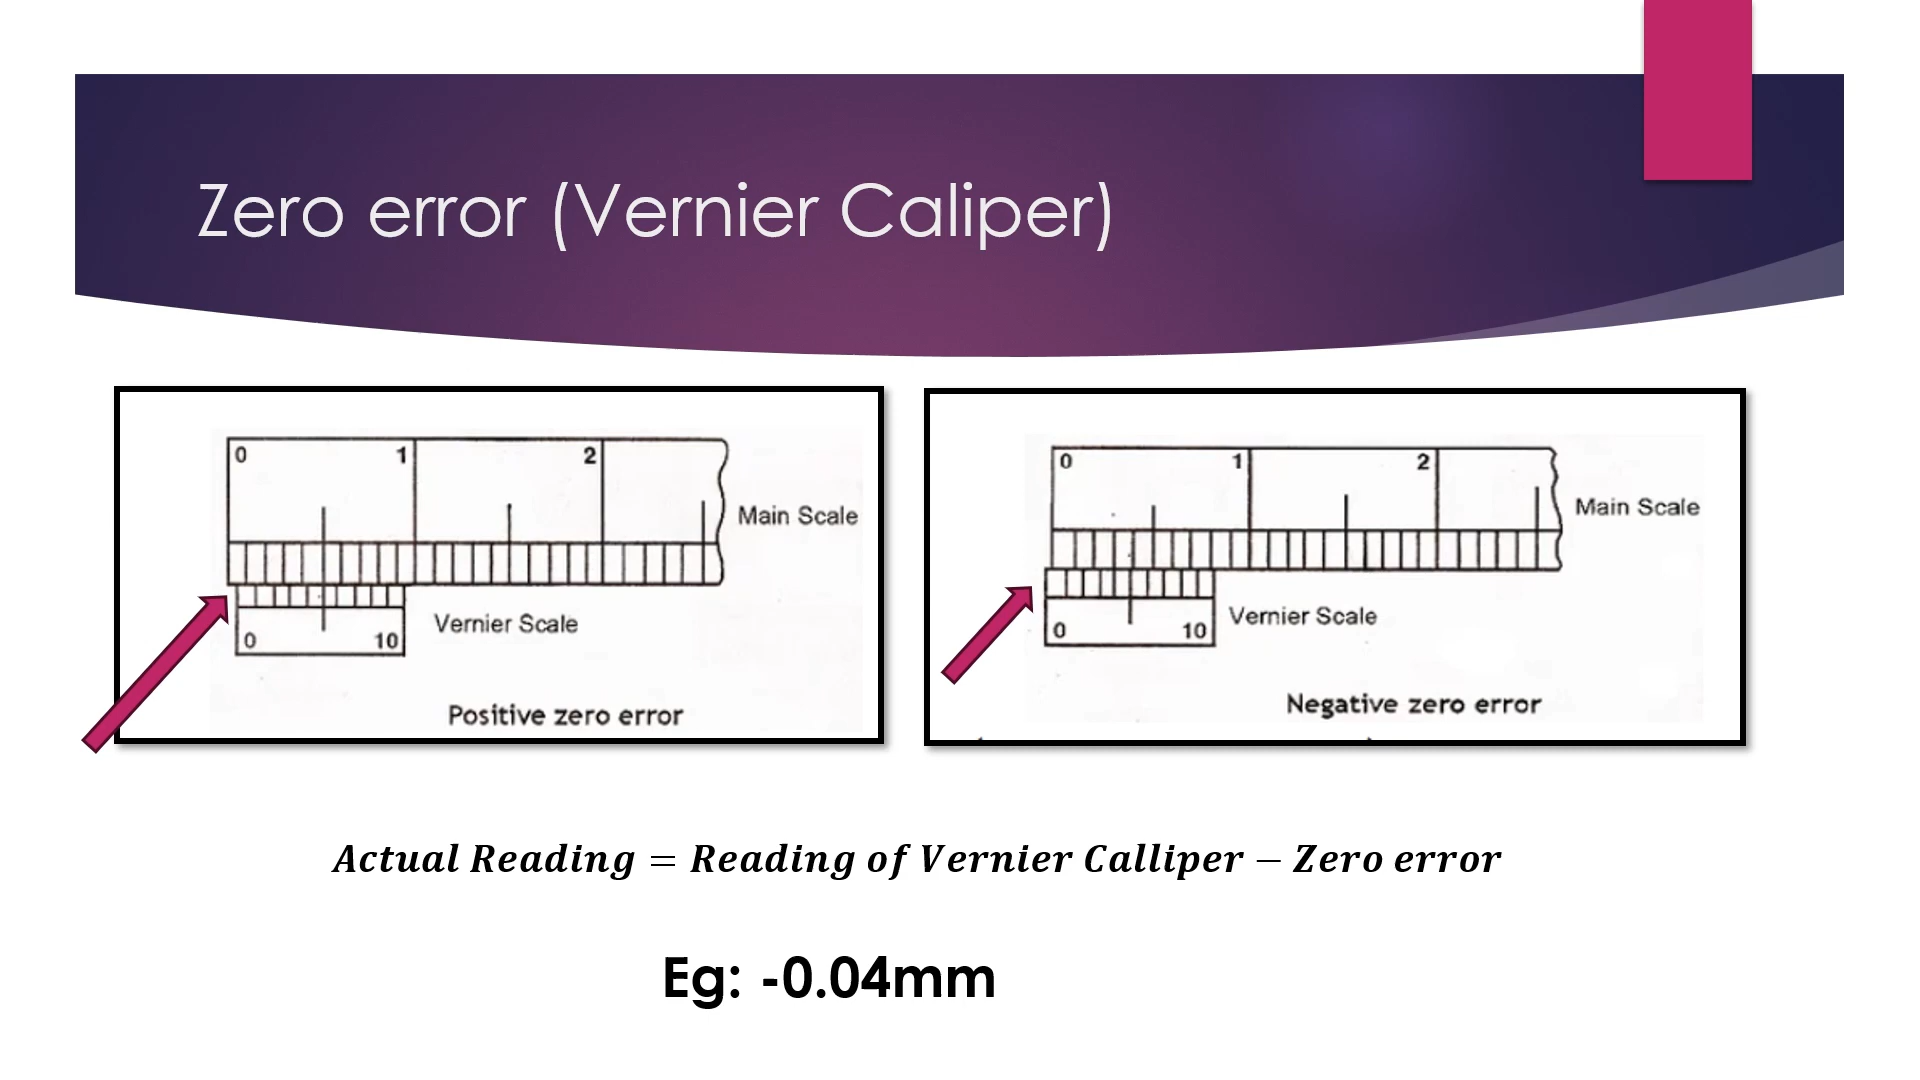 Zero error (Vernier Caliper)
0 1 2
Main Scale
Vernier Scale
0 10
Positive zero error
0 1 2
Main Scale
Vernier Scale
0 10
Negative zero error
Actual Reading = Reading of Vernier Calliper − Zero error
Eg: -0.04mm